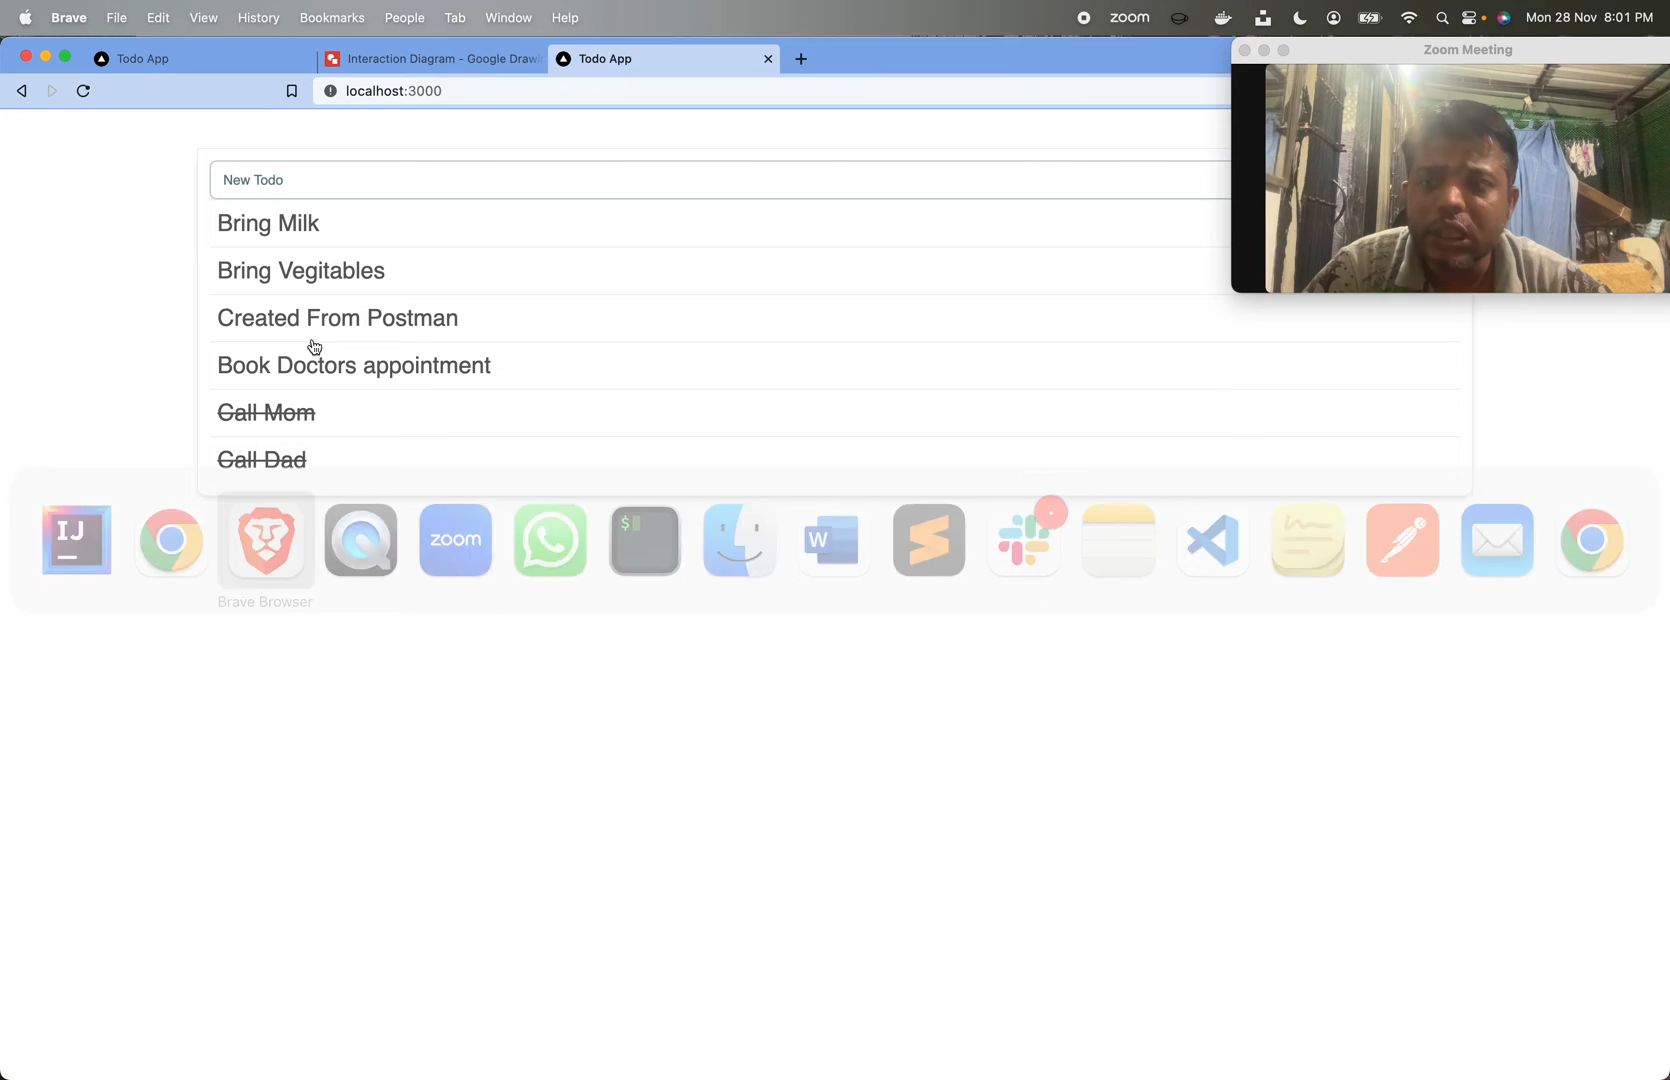 Brave File Edit View History Bookmarks People Tab Window Help zoom Mon 28 Nov 8:01 PM
Todo App Interaction Diagram - Google Drawi Todo App Zoom Meeting
localhost:3000
New Todo
Bring Milk
Bring Vegitables
Created From Postman
Book Doctors appointment
Call Mom
Call Dad
IJ zoom $ W
Brave Browser